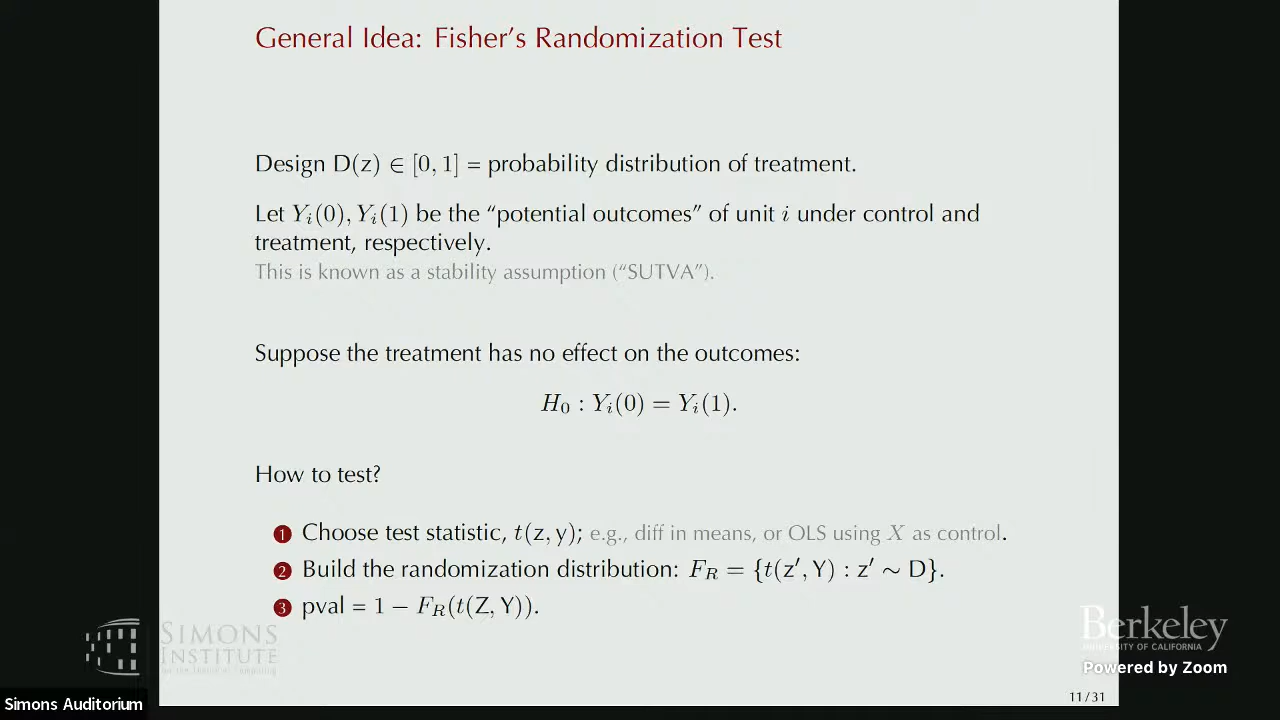 General Idea: Fisher's Randomization Test
Design D(z) ∈ [0, 1] = probability distribution of treatment.
Let Yᵢ(0), Yᵢ(1) be the “potential outcomes” of unit i under control and
treatment, respectively.
This is known as a stability assumption (“SUTVA”).
Suppose the treatment has no effect on the outcomes:
H₀ : Yᵢ(0) = Yᵢ(1).
How to test?
1 Choose test statistic, t(z, y); e.g., diff in means, or OLS using X as control.
2 Build the randomization distribution: F_R = {t(z′, Y) : z′ ∼ D}.
3 pval = 1 − F_R(t(Z, Y)).
SIMONS
INSTITUTE
Berkeley
UNIVERSITY OF CALIFORNIA
Powered by Zoom
11/31
Simons Auditorium